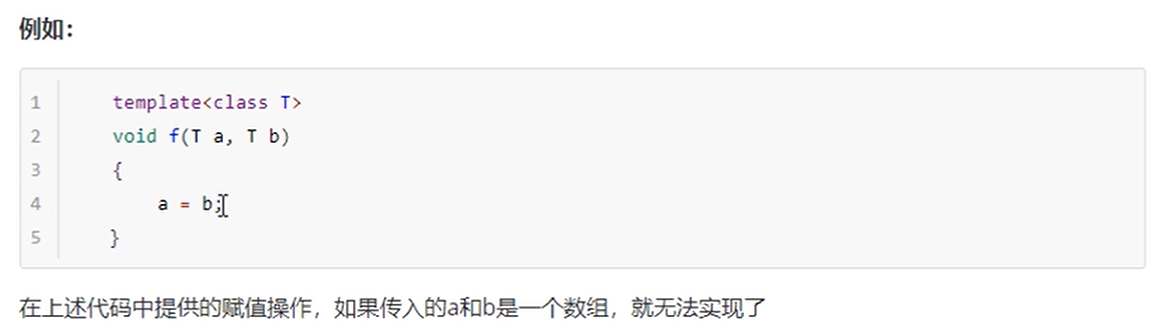 例如：
1 template<class T>
2 void f(T a, T b)
3 {
4 a = b;
5 }
在上述代码中提供的赋值操作，如果传入的a和b是一个数组，就无法实现了